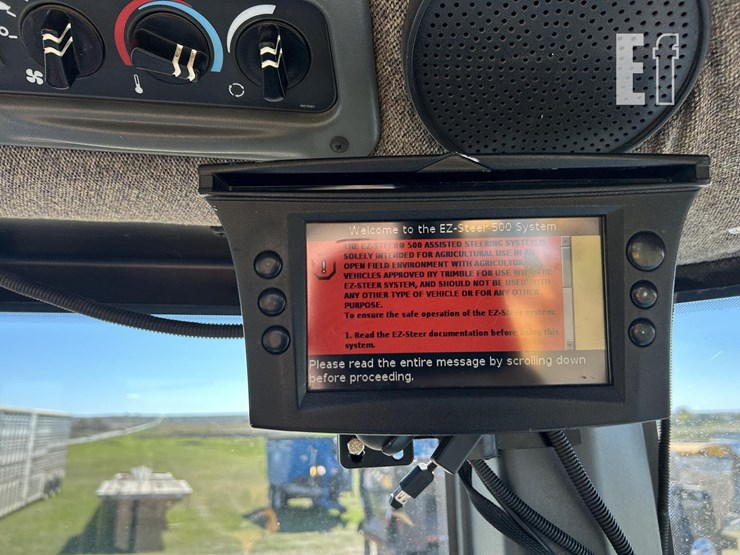 Ef
Welcome to the EZ-Steer 500 System
THE EZ-STEER® 500 ASSISTED STEERING SYSTEM IS
SOLELY INTENDED FOR AGRICULTURAL USE IN AN
OPEN FIELD ENVIRONMENT WITH AGRICULTURAL
VEHICLES APPROVED BY TRIMBLE FOR USE WITH THE
EZ-STEER SYSTEM, AND SHOULD NOT BE USED WITH
ANY OTHER TYPE OF VEHICLE OR FOR ANY OTHER
PURPOSE.
To ensure the safe operation of the EZ-Steer system:
1. Read the EZ-Steer documentation before using this
system.
Please read the entire message by scrolling down
before proceeding.